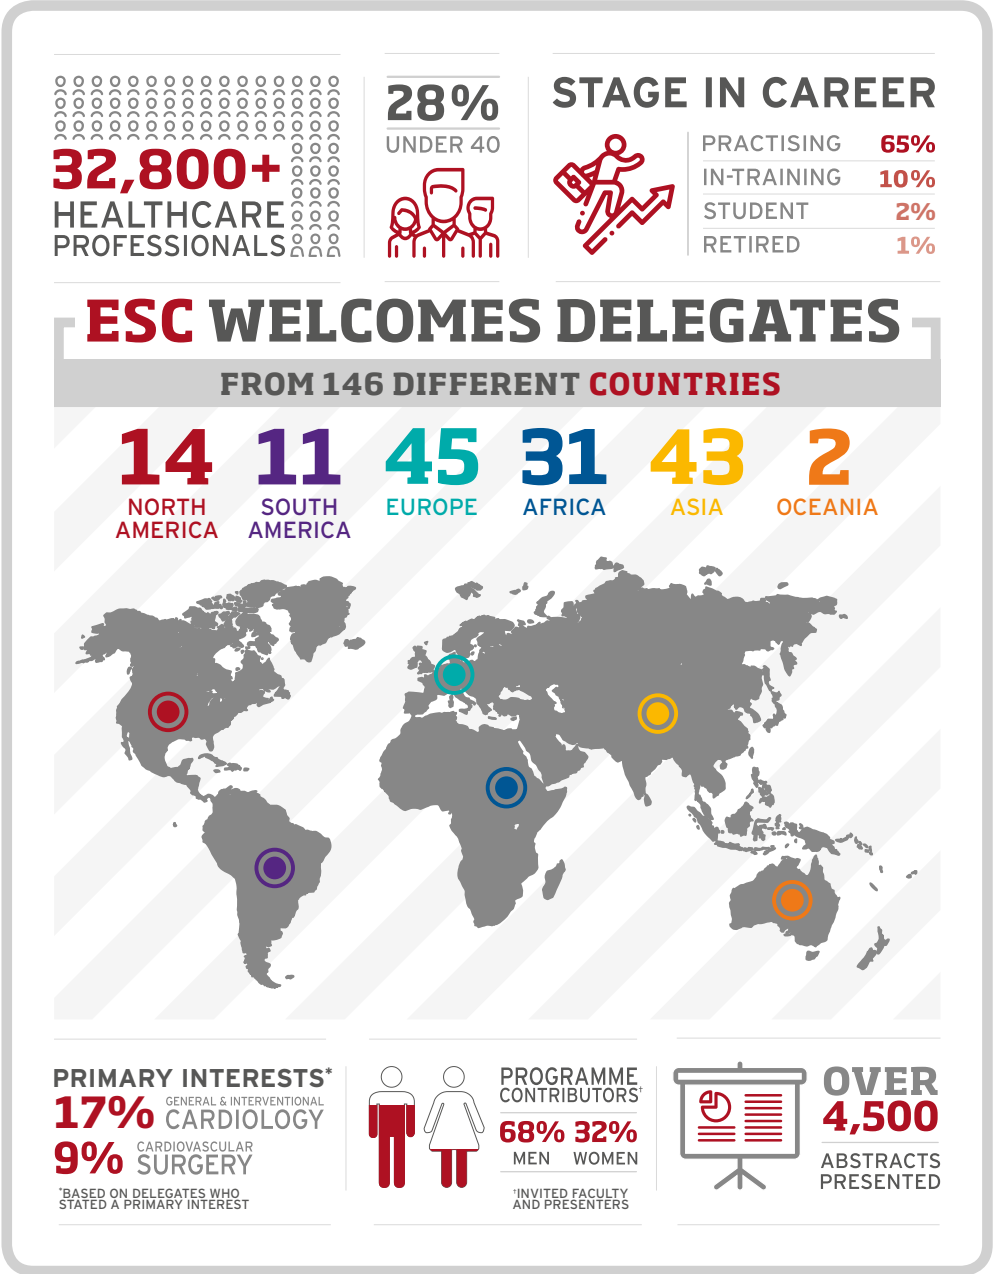 32,800+
HEALTHCARE
PROFESSIONALS
28%
UNDER 40
STAGE IN CAREER
PRACTISING 65%
IN-TRAINING 10%
STUDENT 2%
RETIRED 1%
ESC WELCOMES DELEGATES
FROM 146 DIFFERENT COUNTRIES
14
NORTH
AMERICA
11
SOUTH
AMERICA
45
EUROPE
31
AFRICA
43
ASIA
2
OCEANIA
PRIMARY INTERESTS*
17% GENERAL & INTERVENTIONAL
CARDIOLOGY
9% CARDIOVASCULAR
SURGERY
*BASED ON DELEGATES WHO
STATED A PRIMARY INTEREST
PROGRAMME
CONTRIBUTORS†
68% 32%
MEN WOMEN
†INVITED FACULTY
AND PRESENTERS
OVER
4,500
ABSTRACTS
PRESENTED